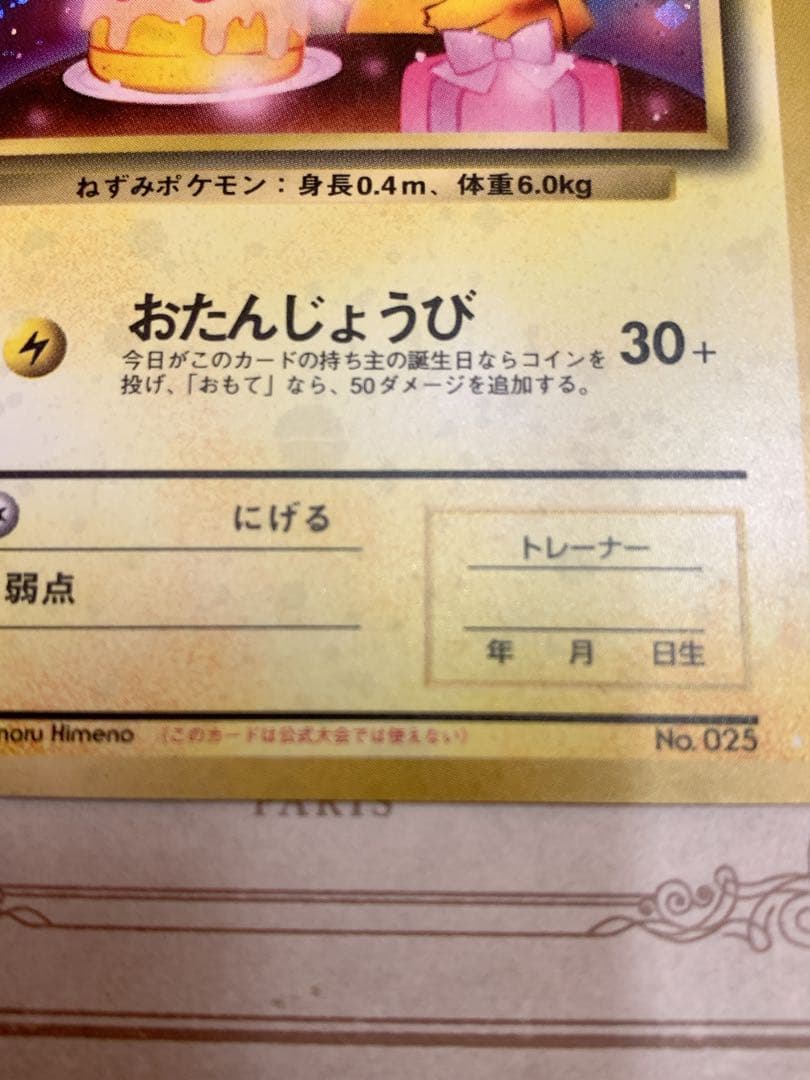 ねずみポケモン：身長0.4m、体重6.0kg
おたんじょうび 30+
今日がこのカードの持ち主の誕生日ならコインを
投げ、「おもて」なら、50ダメージを追加する。
にげる
弱点
トレーナー
年 月 日生
noru Himeno （このカードは公式大会では使えない） No. 025
PARIS